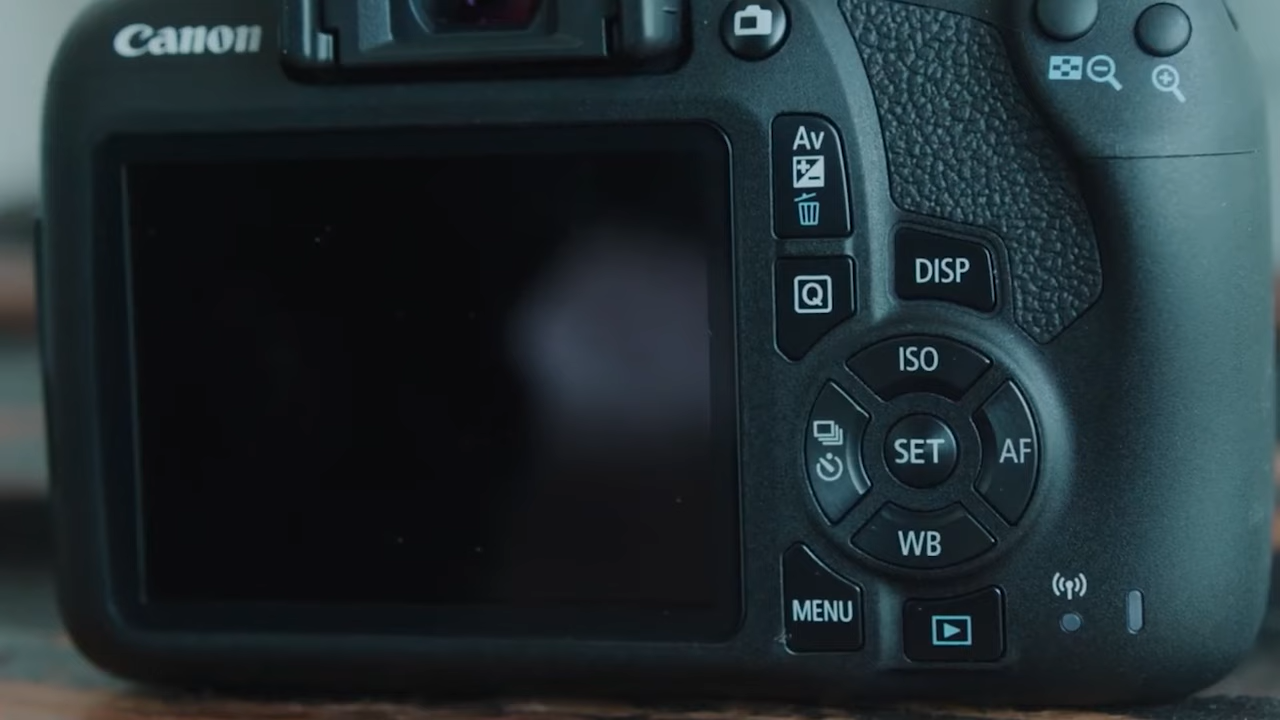 Canon
Av
Q
DISP
ISO
SET
AF
WB
MENU